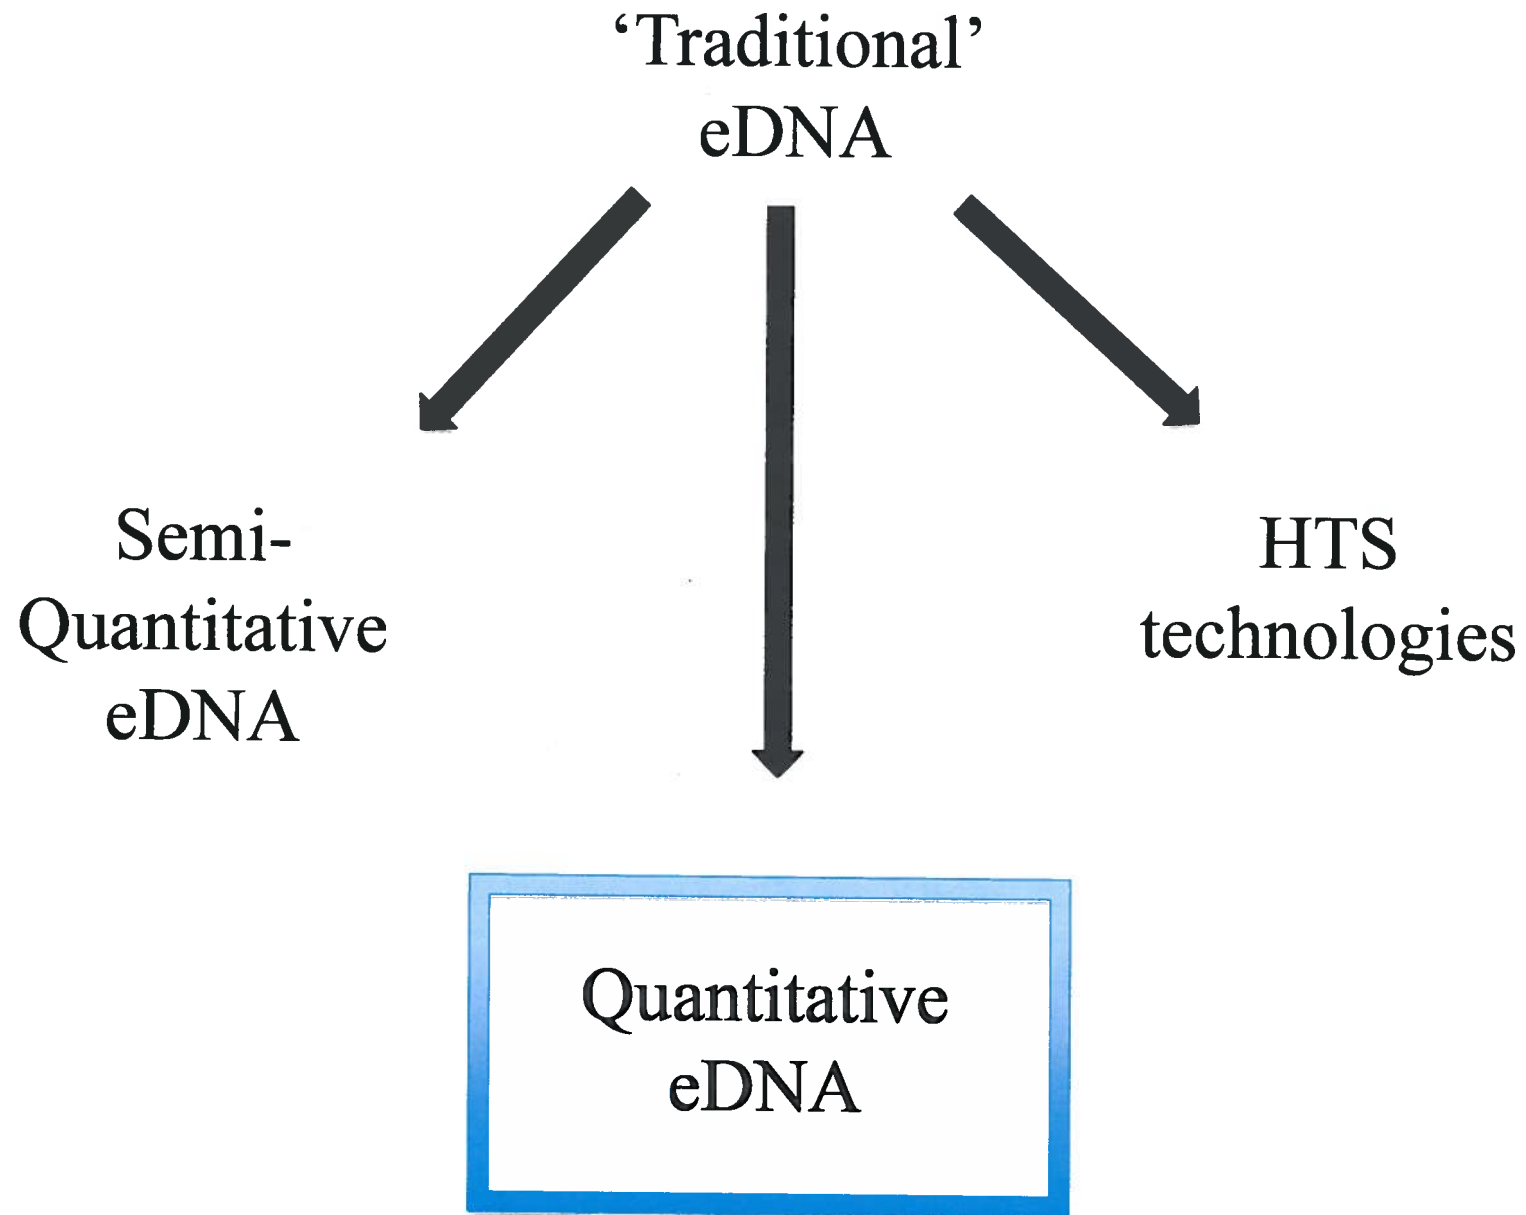 ‘Traditional’
eDNA
Semi-
Quantitative
eDNA
HTS
technologies
Quantitative
eDNA